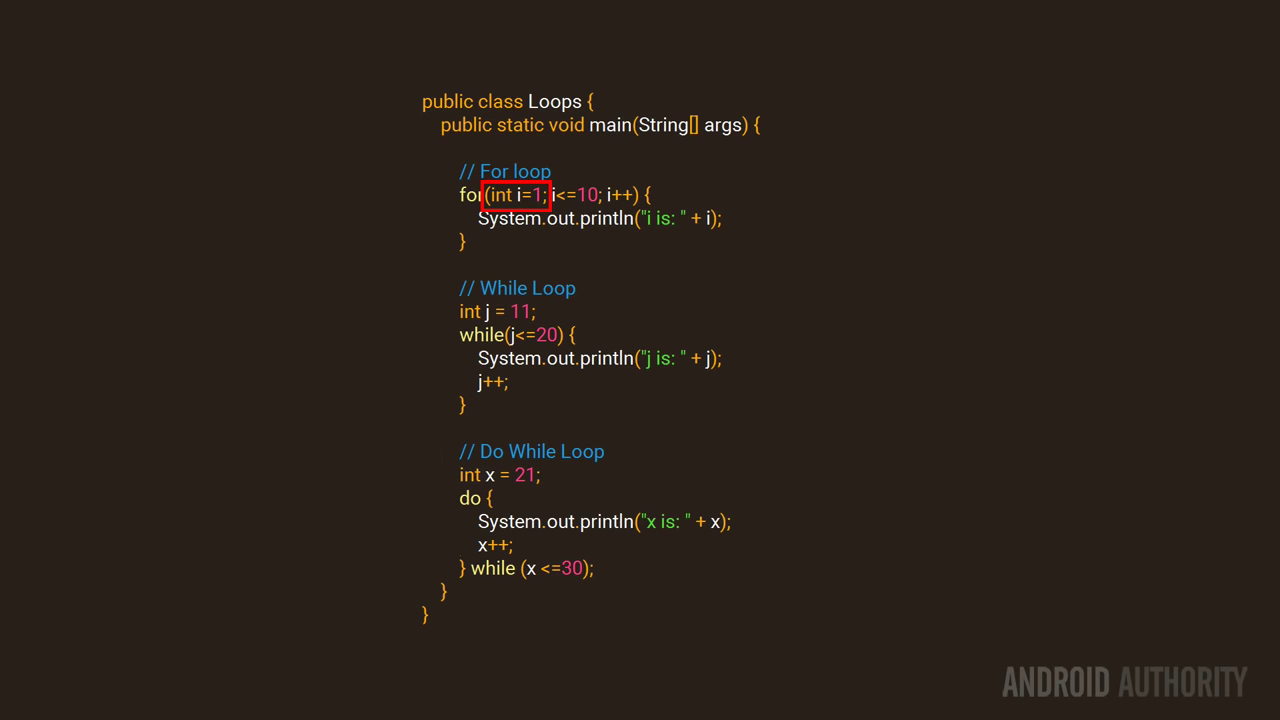 public class Loops {
public static void main(String[] args) {
// For loop
for(int i=1; i<=10; i++) {
System.out.println("i is: " + i);
}
// While Loop
int j = 11;
while(j<=20) {
System.out.println("j is: " + j);
j++;
}
// Do While Loop
int x = 21;
do {
System.out.println("x is: " + x);
x++;
} while (x <=30);
}
}
ANDROID AUTHORITY